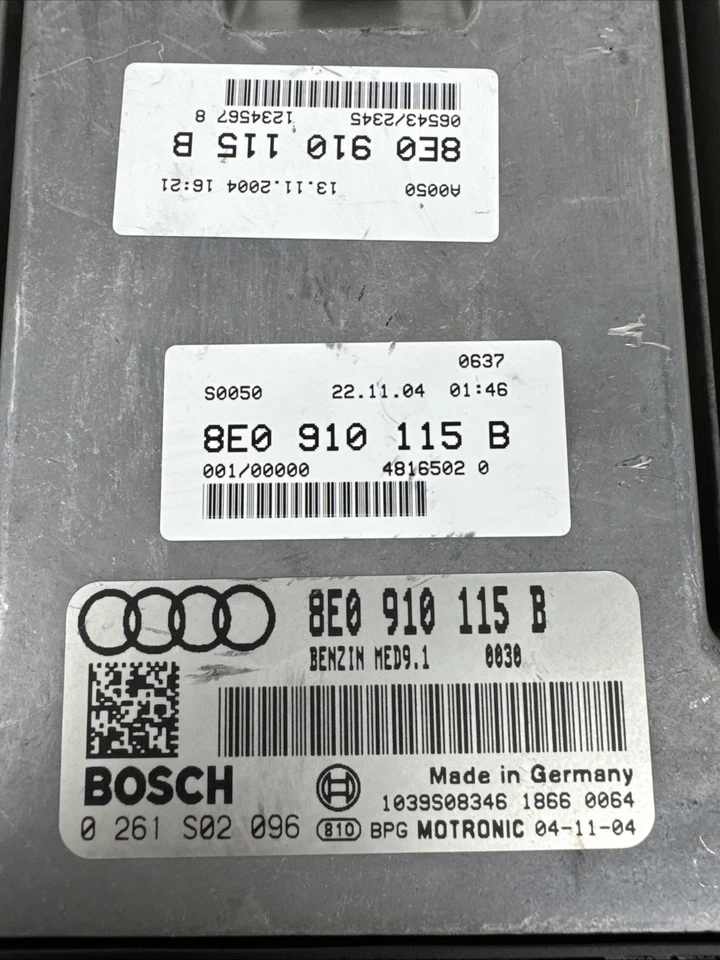 06543/2345 1234567 8
8E0 910 115 B
A0050 13.11.2004 16:21
0637
S0050 22.11.04 01:46
8E0 910 115 B
001/00000 4816502 0
8E0 910 115 B
BENZIN MED9.1 0030
BOSCH
Made in Germany
1039S08346 1866 0064
0 261 S02 096 810 BPG MOTRONIC 04-11-04